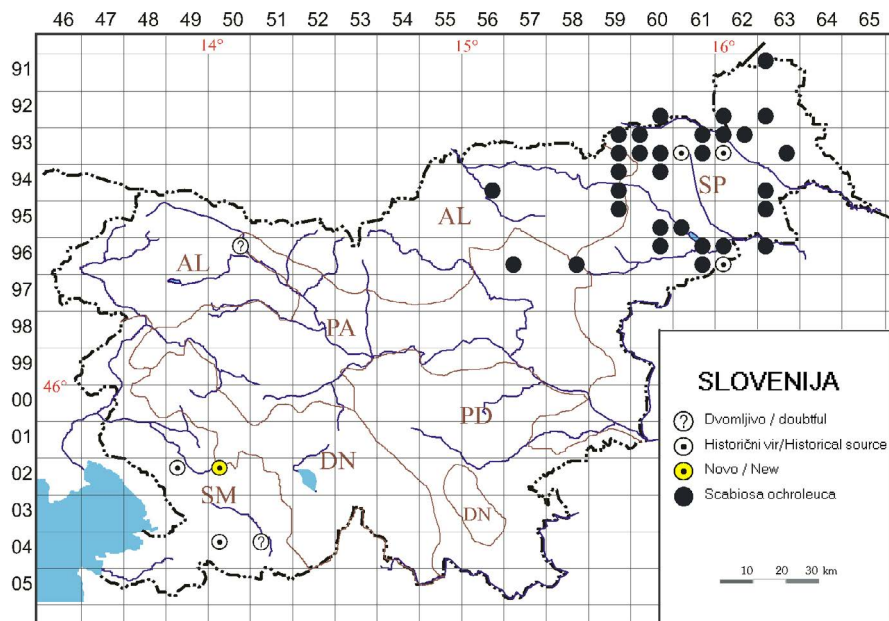 46 47 48 49 50 51 52 53 54 55 56 57 58 59 60 61 62 63 64 65
14° 15° 16°
91
92
93
94
95
96
97
98
99
46°
00
01
02
03
04
05
SP
AL
AL
PA
PD
DN
SM
DN
?
?
SLOVENIJA
? Dvomljivo / doubtful
Historični vir/Historical source
Novo / New
Scabiosa ochroleuca
10 20 30 km